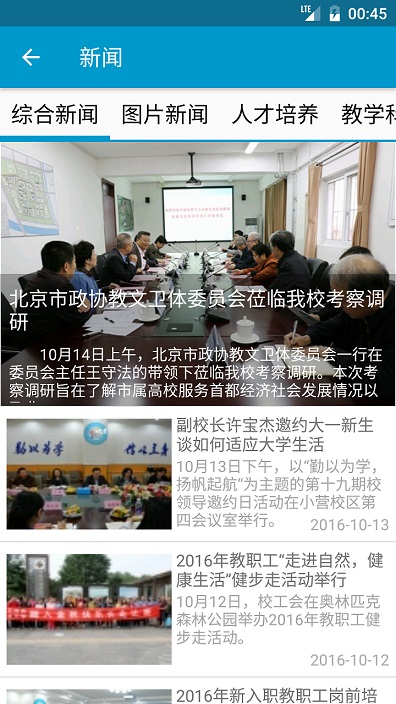 LTE 00:45
新闻
综合新闻 图片新闻 人才培养 教学科
北京市政协教文卫体委员会莅临我校考察调
研
10月14日上午，北京市政协教文卫体委员会一行在
委员会主任王守法的带领下莅临我校考察调研。本次考
察调研旨在了解市属高校服务首都经济社会发展情况以
勤以为学 信以立身
副校长许宝杰邀约大一新生
谈如何适应大学生活
10月13日下午，以“勤以为学，
扬帆起航”为主题的第十九期校
领导邀约日活动在小营校区第
四会议室举行。
2016-10-13
2016年教职工“走进自然，健
康生活”健步走活动举行
10月12日，校工会在奥林匹克
森林公园举办2016年教职工健
步走活动。
2016-10-12
2016年新入职教职工岗前培